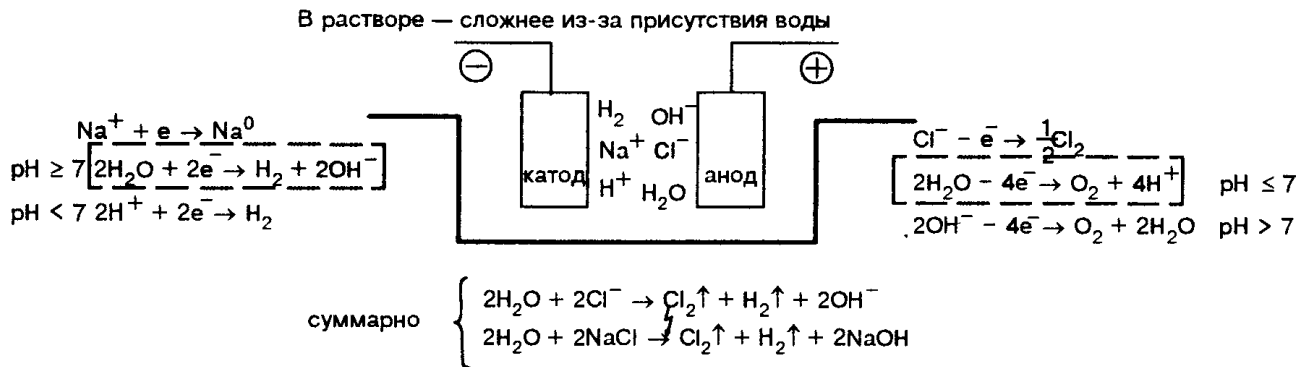 В растворе — сложнее из-за присутствия воды
⊖ ⊕
H₂ OH⁻
Na⁺ Cl⁻
H⁺ H₂O
катод
анод
Na⁺ + e → Na⁰
pH ≥ 7 2H₂O + 2e⁻ → H₂ + 2OH⁻
pH < 7 2H⁺ + 2e⁻ → H₂
Cl⁻ − e⁻ → ½Cl₂
2H₂O − 4e⁻ → O₂ + 4H⁺ pH ≤ 7
2OH⁻ − 4e⁻ → O₂ + 2H₂O pH > 7
суммарно
2H₂O + 2Cl⁻ → Cl₂↑ + H₂↑ + 2OH⁻
2H₂O + 2NaCl → Cl₂↑ + H₂↑ + 2NaOH